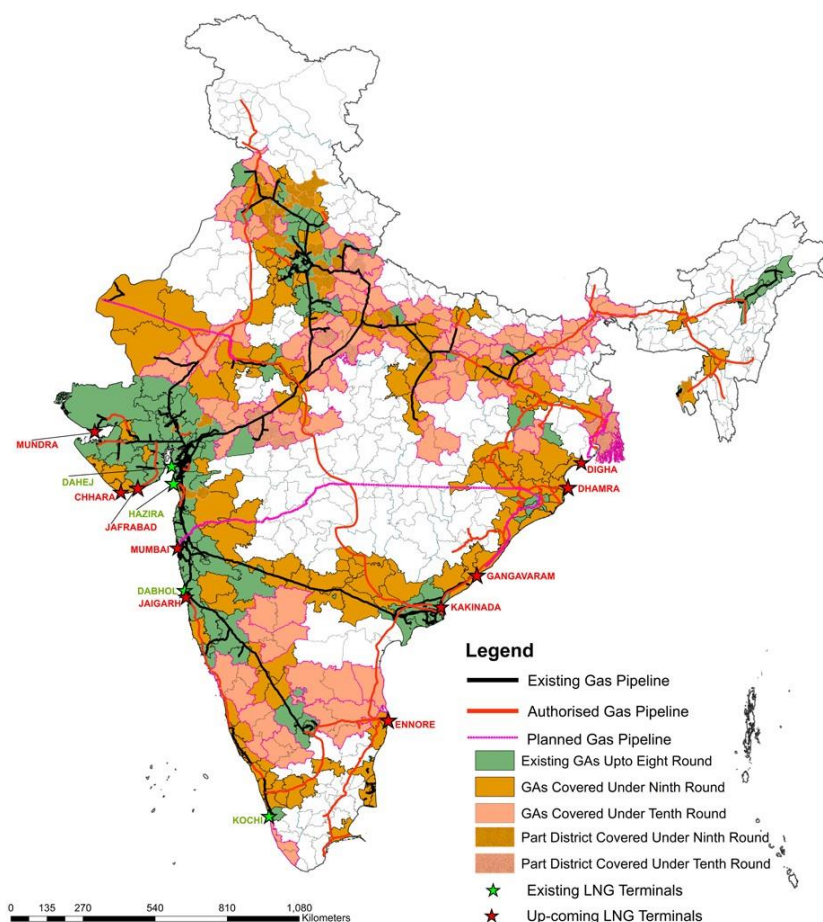 MUNDRA
DAHEJ
CHHARA
HAZIRA
JAFRABAD
MUMBAI
DABHOL
JAIGARH
KOCHI
DIGHA
DHAMRA
GANGAVARAM
KAKINADA
ENNORE
Legend
Existing Gas Pipeline
Authorised Gas Pipeline
Planned Gas Pipeline
Existing GAs Upto Eight Round
GAs Covered Under Ninth Round
GAs Covered Under Tenth Round
Part District Covered Under Ninth Round
Part District Covered Under Tenth Round
Existing LNG Terminals
Up-coming LNG Terminals
0 135 270 540 810 1,080
Kilometers